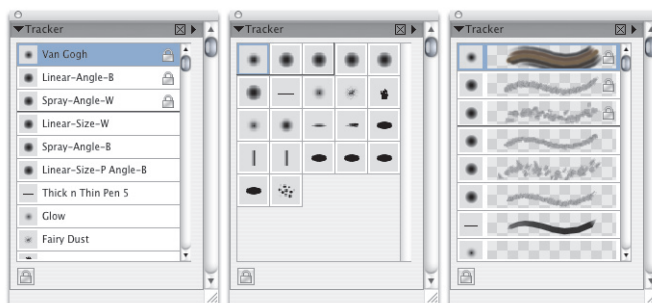 Tracker
Van Gogh
Linear-Angle-B
Spray-Angle-W
Linear-Size-W
Spray-Angle-B
Linear-Size-P Angle-B
Thick n Thin Pen 5
Glow
Fairy Dust
Tracker
Tracker